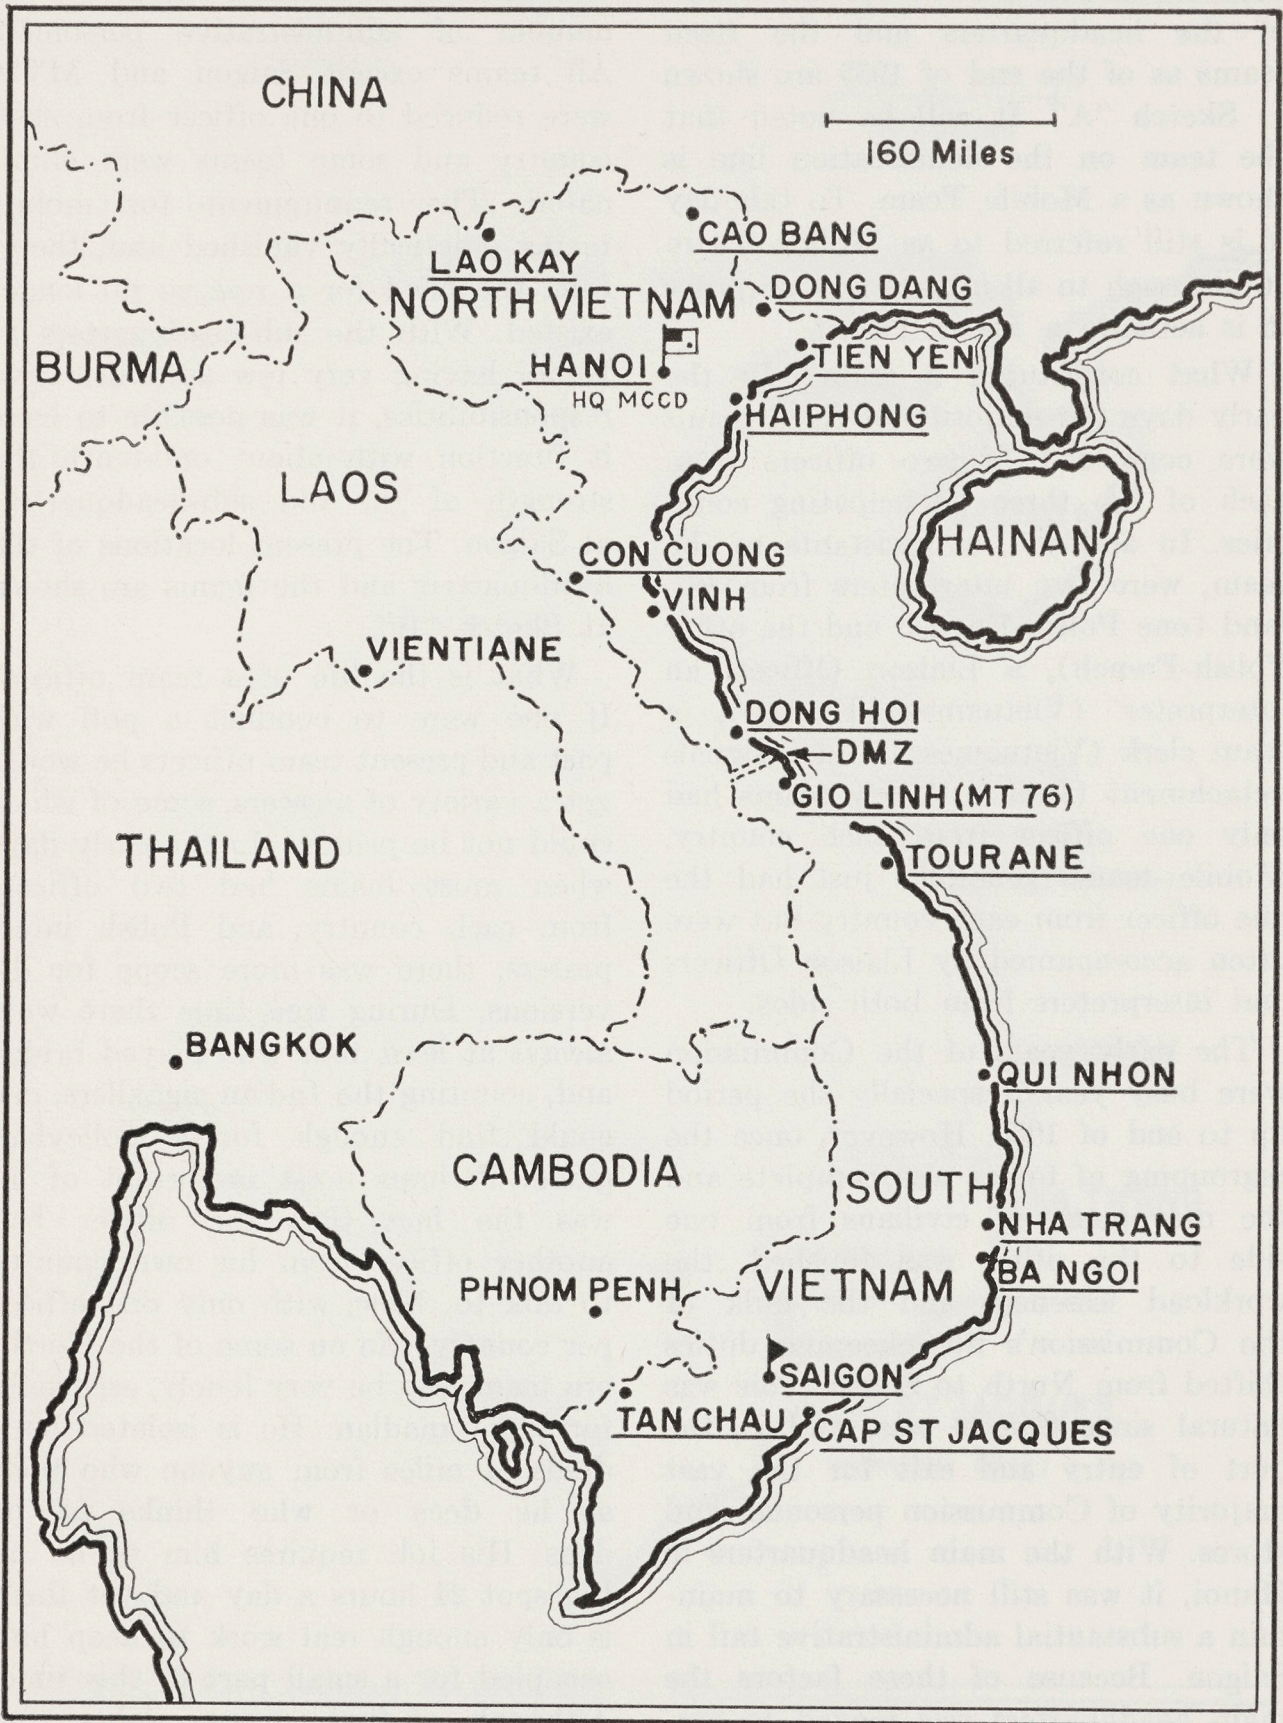 CHINA
160 Miles
CAO BANG
LAO KAY
DONG DANG
NORTH VIETNAM
TIEN YEN
BURMA
HANOI
HQ MCCD
HAIPHONG
LAOS
HAINAN
CON CUONG
VINH
VIENTIANE
DONG HOI
DMZ
GIO LINH (MT 76)
THAILAND
TOURANE
BANGKOK
QUI NHON
CAMBODIA
SOUTH
NHA TRANG
BA NGOI
PHNOM PENH
VIETNAM
SAIGON
TAN CHAU
CAP ST JACQUES